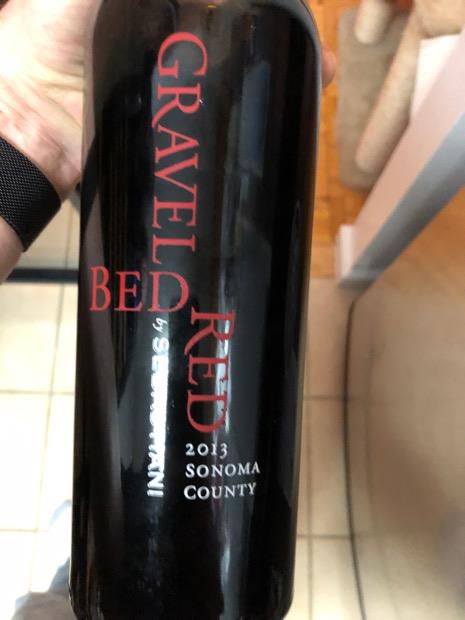 GRAVEL
BED
RED
by SEBASTIANI
2013
SONOMA
COUNTY